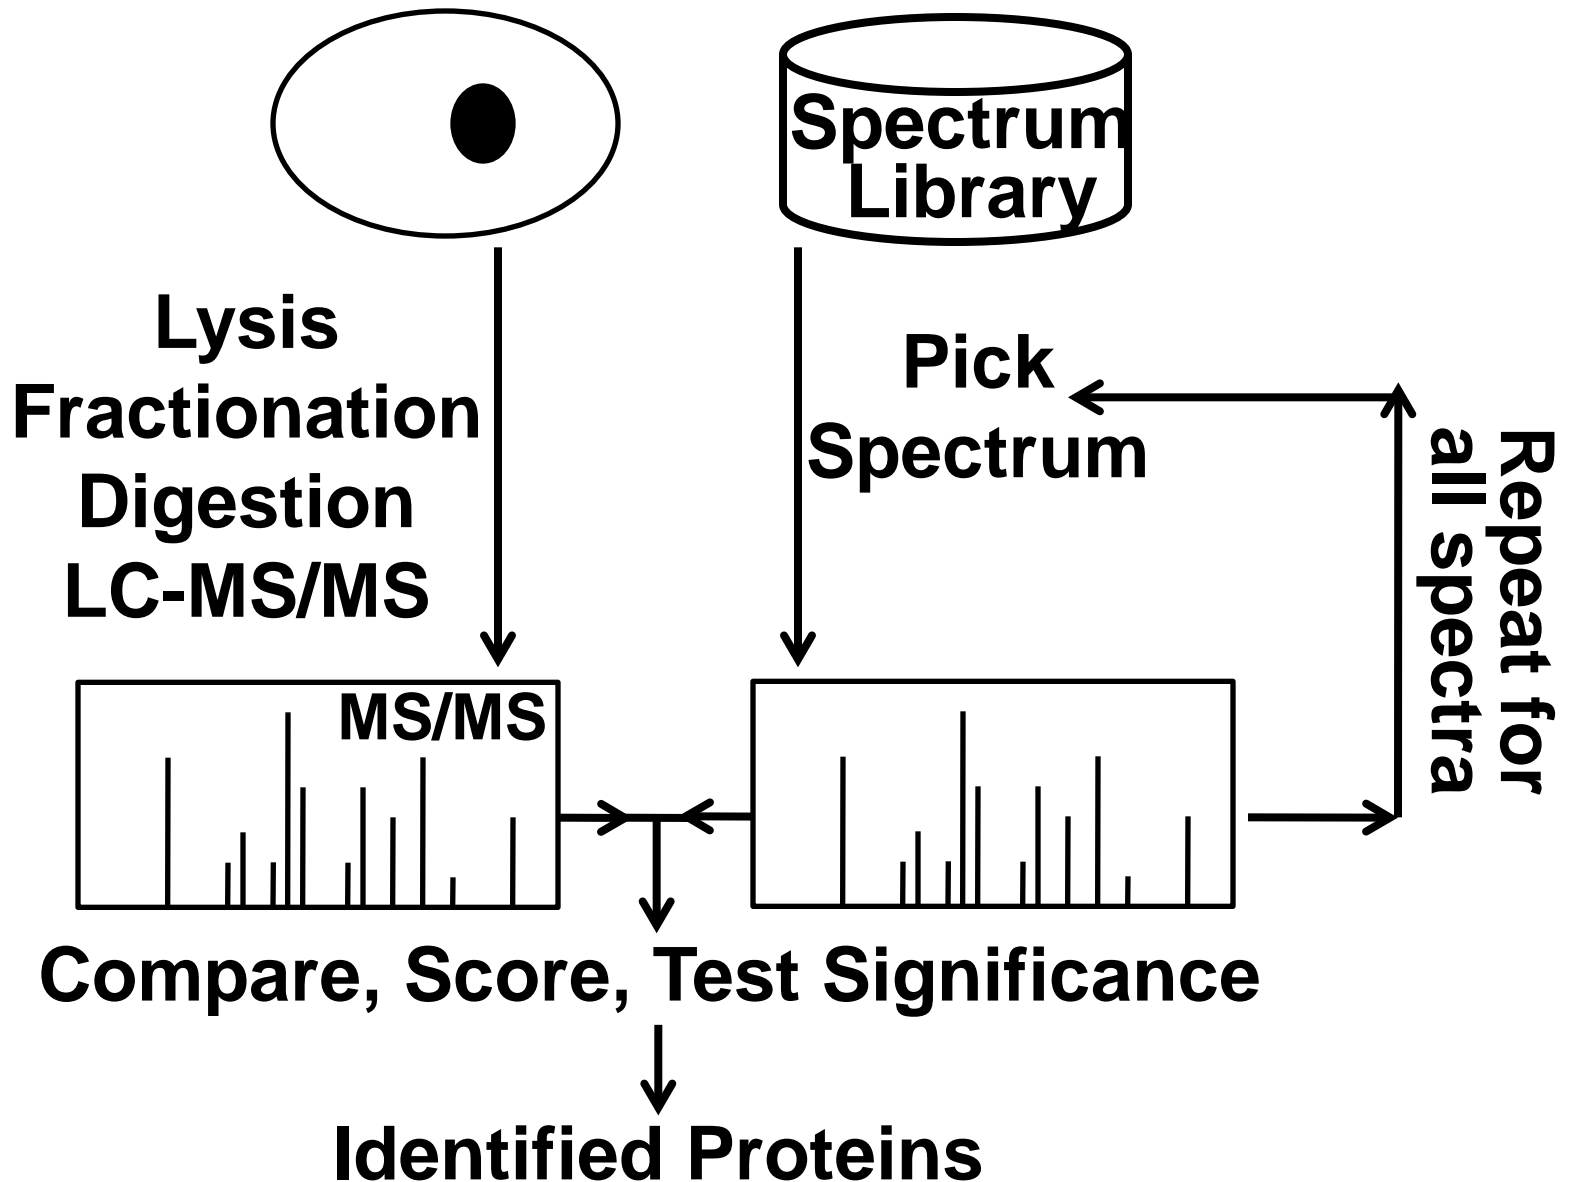 Spectrum
Library
Lysis
Fractionation
Digestion
LC-MS/MS
Pick
Spectrum
Repeat for
all spectra
MS/MS
Compare, Score, Test Significance
Identified Proteins